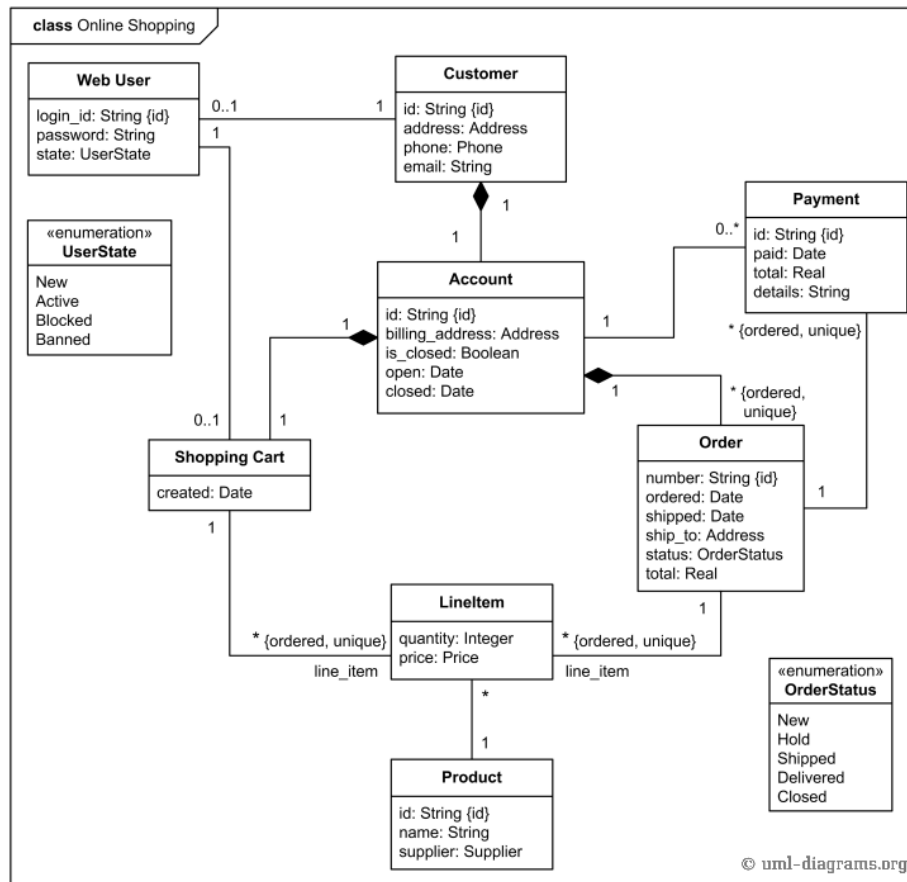 class Online Shopping
Web User
login_id: String {id}
password: String
state: UserState
0..1
1
1
Customer
id: String {id}
address: Address
phone: Phone
email: String
1
1
«enumeration»
UserState
New
Active
Blocked
Banned
Account
id: String {id}
billing_address: Address
is_closed: Boolean
open: Date
closed: Date
Payment
id: String {id}
paid: Date
total: Real
details: String
0..*
1
* {ordered, unique}
1
1
* {ordered,
unique}
0..1
1
Shopping Cart
created: Date
1
Order
number: String {id}
ordered: Date
shipped: Date
ship_to: Address
status: OrderStatus
total: Real
1
1
LineItem
quantity: Integer
price: Price
* {ordered, unique}
line_item
* {ordered, unique}
line_item
*
1
Product
id: String {id}
name: String
supplier: Supplier
«enumeration»
OrderStatus
New
Hold
Shipped
Delivered
Closed
© uml-diagrams.org